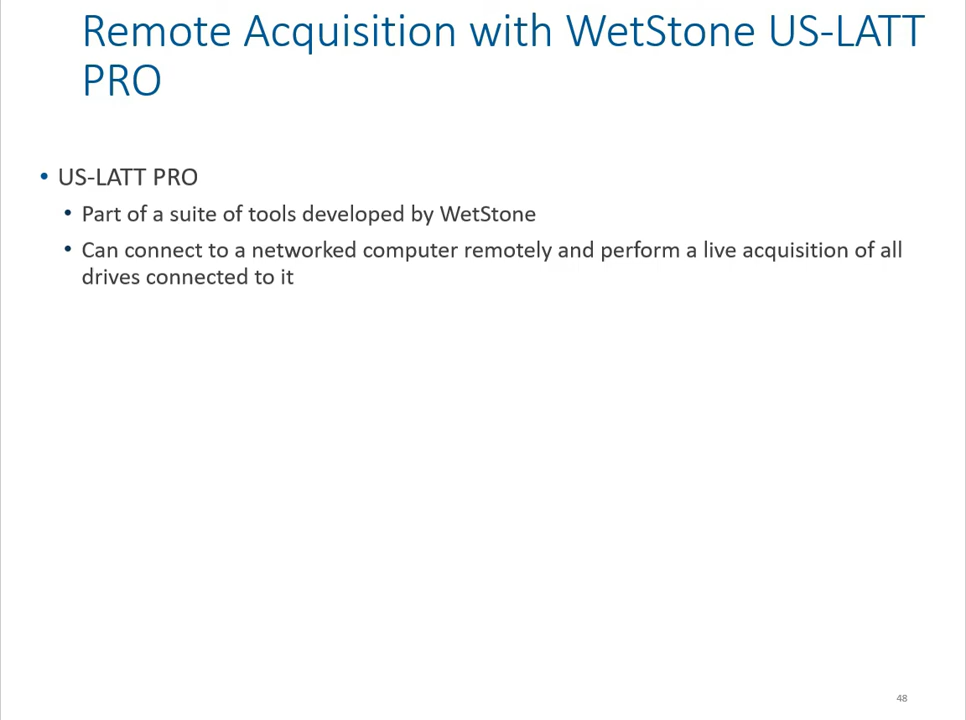 Remote Acquisition with WetStone US-LATT
PRO
• US-LATT PRO
• Part of a suite of tools developed by WetStone
• Can connect to a networked computer remotely and perform a live acquisition of all
drives connected to it
48